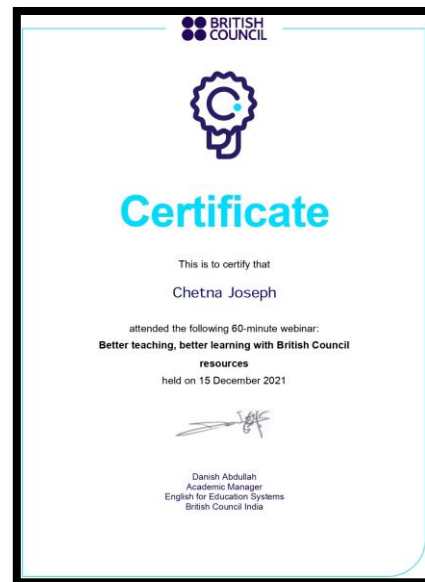 BRITISH
COUNCIL
Certificate
This is to certify that
Chetna Joseph
attended the following 60-minute webinar:
Better teaching, better learning with British Council
resources
held on 15 December 2021
Danish Abdullah
Academic Manager
English for Education Systems
British Council India